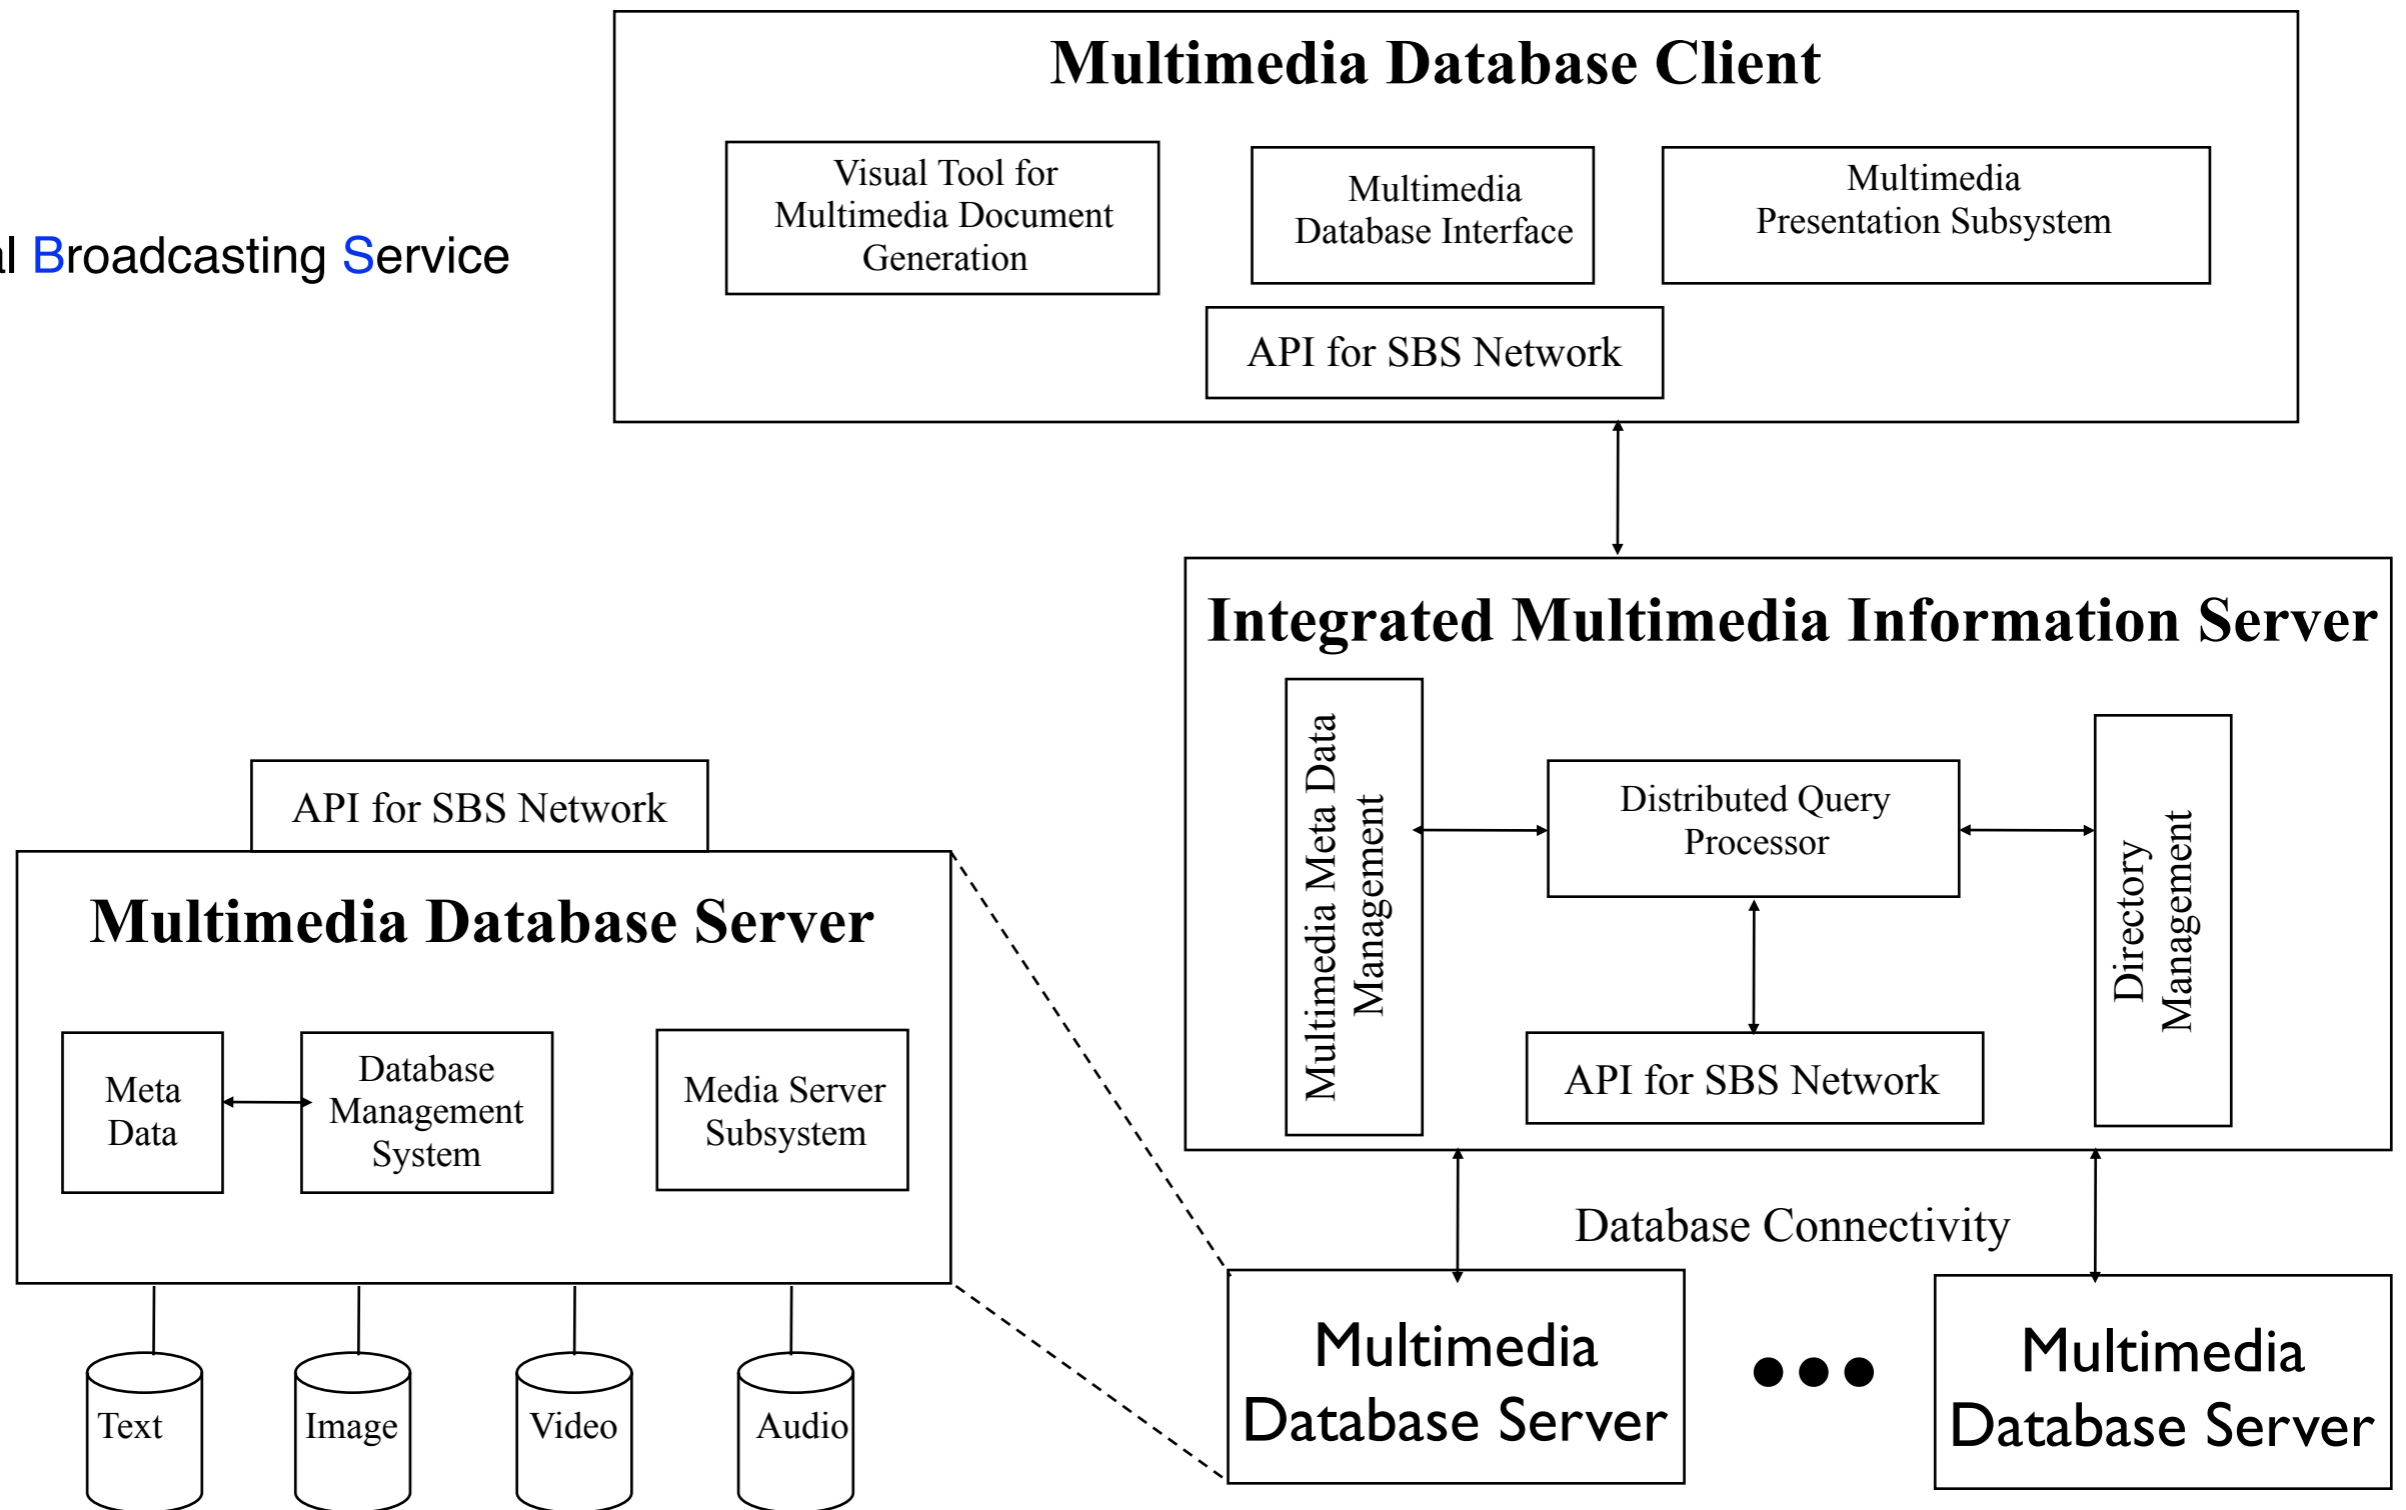 Multimedia Database Client
Visual Tool for
Multimedia Document
Generation
Multimedia
Database Interface
Multimedia
Presentation Subsystem
Broadcasting Service
API for SBS Network
Integrated Multimedia Information Server
Multimedia Meta Data
Management
Distributed Query
Processor
Directory
Management
API for SBS Network
API for SBS Network
Multimedia Database Server
Meta
Data
Database
Management
System
Media Server
Subsystem
Database Connectivity
Text
Image
Video
Audio
Multimedia
Database Server
•••
Multimedia
Database Server